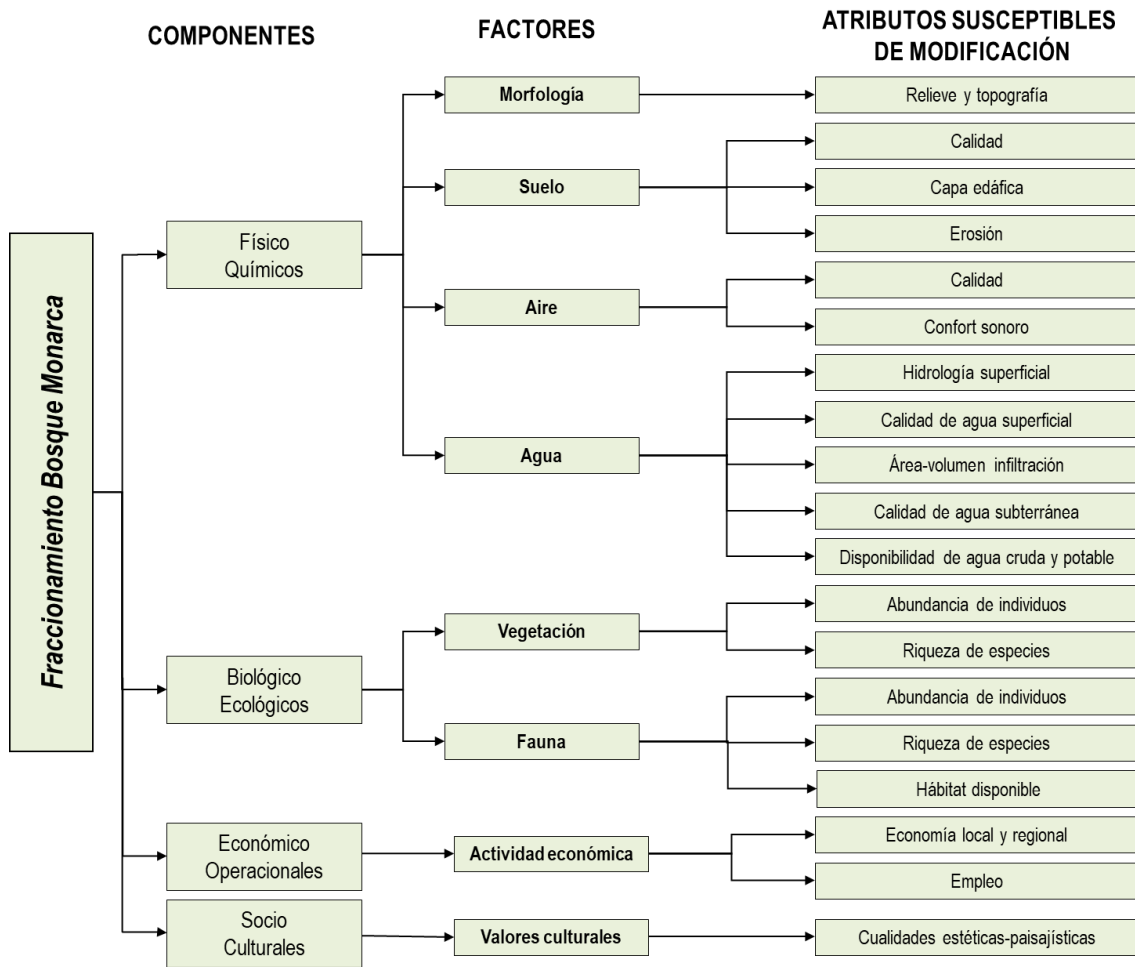 COMPONENTES
FACTORES
ATRIBUTOS SUSCEPTIBLES
DE MODIFICACIÓN
Fraccionamiento Bosque Monarca
Físico
Químicos
Morfología
Relieve y topografía
Suelo
Calidad
Capa edáfica
Erosión
Aire
Calidad
Confort sonoro
Agua
Hidrología superficial
Calidad de agua superficial
Área-volumen infiltración
Calidad de agua subterránea
Disponibilidad de agua cruda y potable
Biológico
Ecológicos
Vegetación
Abundancia de individuos
Riqueza de especies
Fauna
Abundancia de individuos
Riqueza de especies
Hábitat disponible
Económico
Operacionales
Actividad económica
Economía local y regional
Empleo
Socio
Culturales
Valores culturales
Cualidades estéticas-paisajísticas